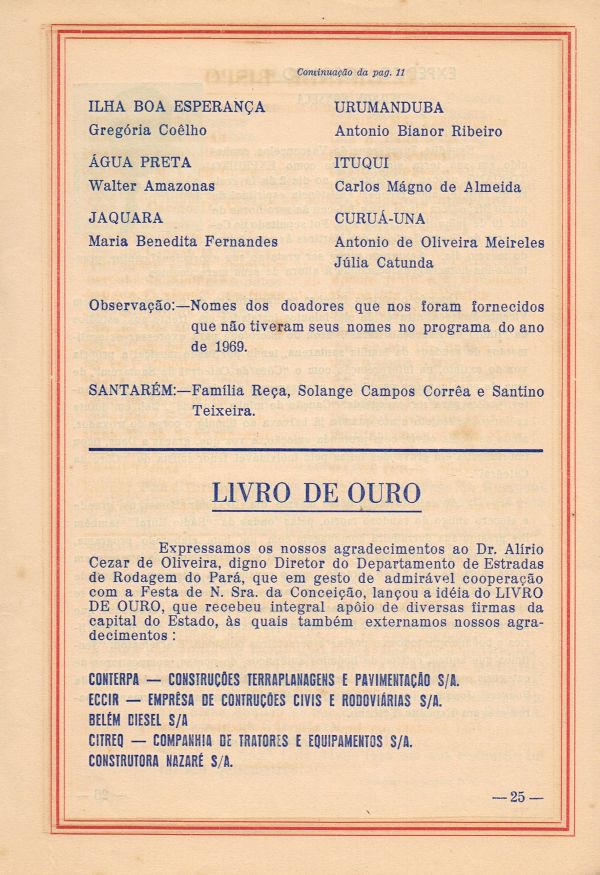 Continuação da pag. 11
ILHA BOA ESPERANÇA
Gregória Coêlho
ÁGUA PRETA
Walter Amazonas
JAQUARA
Maria Benedita Fernandes
URUMANDUBA
Antonio Bianor Ribeiro
ITUQUI
Carlos Mágno de Almeida
CURUÁ-UNA
Antonio de Oliveira Meireles
Júlia Catunda
Observação:—Nomes dos doadores que nos foram fornecidos
que não tiveram seus nomes no programa do ano
de 1969.
SANTARÉM:—Família Reça, Solange Campos Corrêa e Santino
Teixeira.
LIVRO DE OURO
Expressamos os nossos agradecimentos ao Dr. Alírio
Cezar de Oliveira, digno Diretor do Departamento de Estradas
de Rodagem do Pará, que em gesto de admirável cooperação
com a Festa de N. Sra. da Conceição, lançou a idéia do LIVRO
DE OURO, que recebeu integral apôio de diversas firmas da
capital do Estado, às quais também externamos nossos agra-
decimentos :
CONTERPA — CONSTRUÇÕES TERRAPLANAGENS E PAVIMENTAÇÃO S/A.
ECCIR — EMPRÊSA DE CONTRUÇÕES CIVIS E RODOVIÁRIAS S/A.
BELÉM DIESEL S/A
CITREQ — COMPANHIA DE TRATORES E EQUIPAMENTOS S/A.
CONSTRUTORA NAZARÉ S/A.
— 25 —